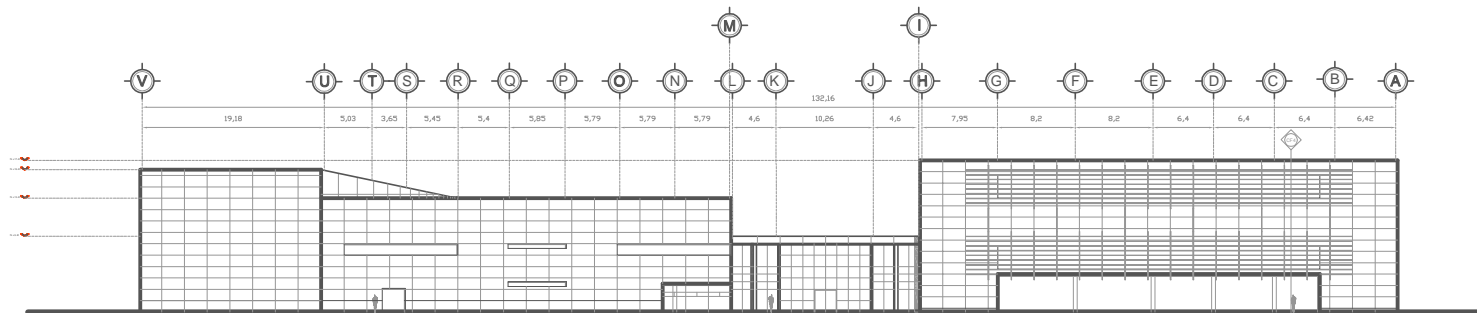 M I
V U T S R Q P O N L K J H G F E D C B A
132,16
19,18 5,03 3,65 5,45 5,4 5,85 5,79 5,79 5,79 4,6 10,26 4,6 7,95 8,2 8,2 6,4 6,4 6,4 6,42